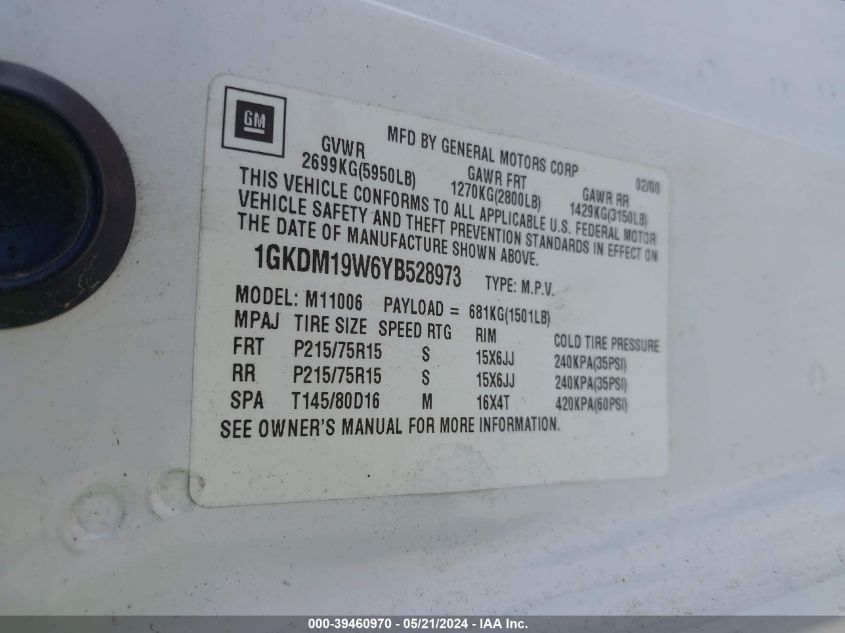 GM
MFD BY GENERAL MOTORS CORP 02/00
GVWR GAWR FRT GAWR RR
2699KG(5950LB) 1270KG(2800LB) 1429KG(3150LB)
THIS VEHICLE CONFORMS TO ALL APPLICABLE U.S. FEDERAL MOTOR
VEHICLE SAFETY AND THEFT PREVENTION STANDARDS IN EFFECT ON
THE DATE OF MANUFACTURE SHOWN ABOVE.
1GKDM19W6YB528973 TYPE: M.P.V.
MODEL: M11006 PAYLOAD = 681KG(1501LB)
MPAJ TIRE SIZE SPEED RTG RIM COLD TIRE PRESSURE
FRT P215/75R15 S 15X6JJ 240KPA(35PSI)
RR P215/75R15 S 15X6JJ 240KPA(35PSI)
SPA T145/80D16 M 16X4T 420KPA(60PSI)
SEE OWNER'S MANUAL FOR MORE INFORMATION.
000-39460970 - 05/21/2024 - IAA Inc.